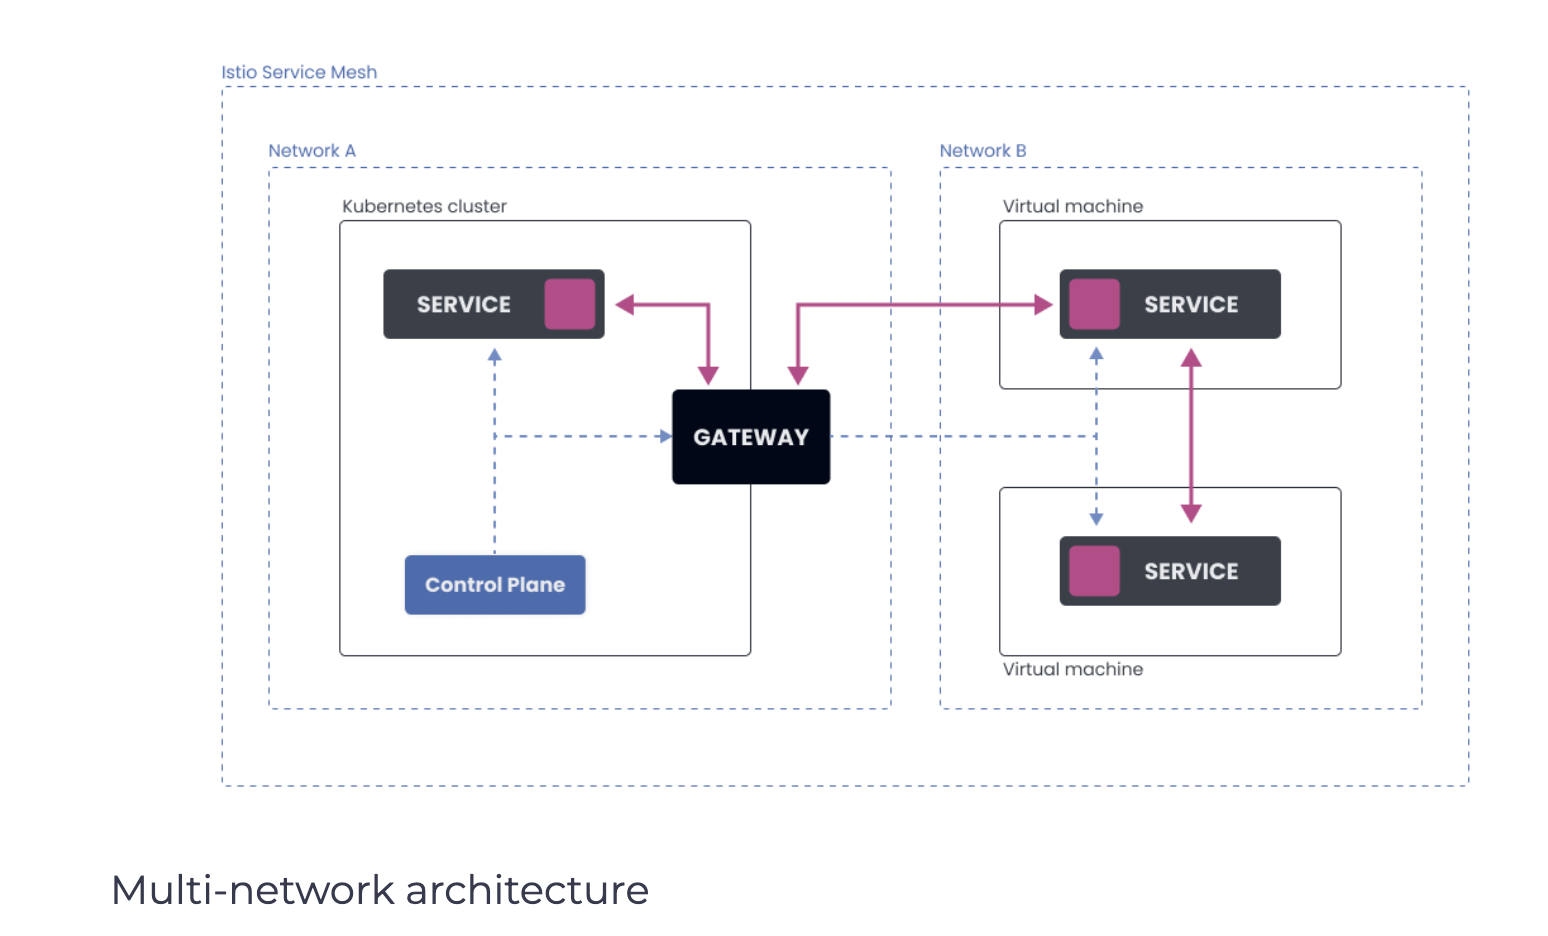 Istio Service Mesh
Network A
Network B
Kubernetes cluster
Virtual machine
SERVICE
SERVICE
GATEWAY
Control Plane
SERVICE
Virtual machine
Multi-network architecture